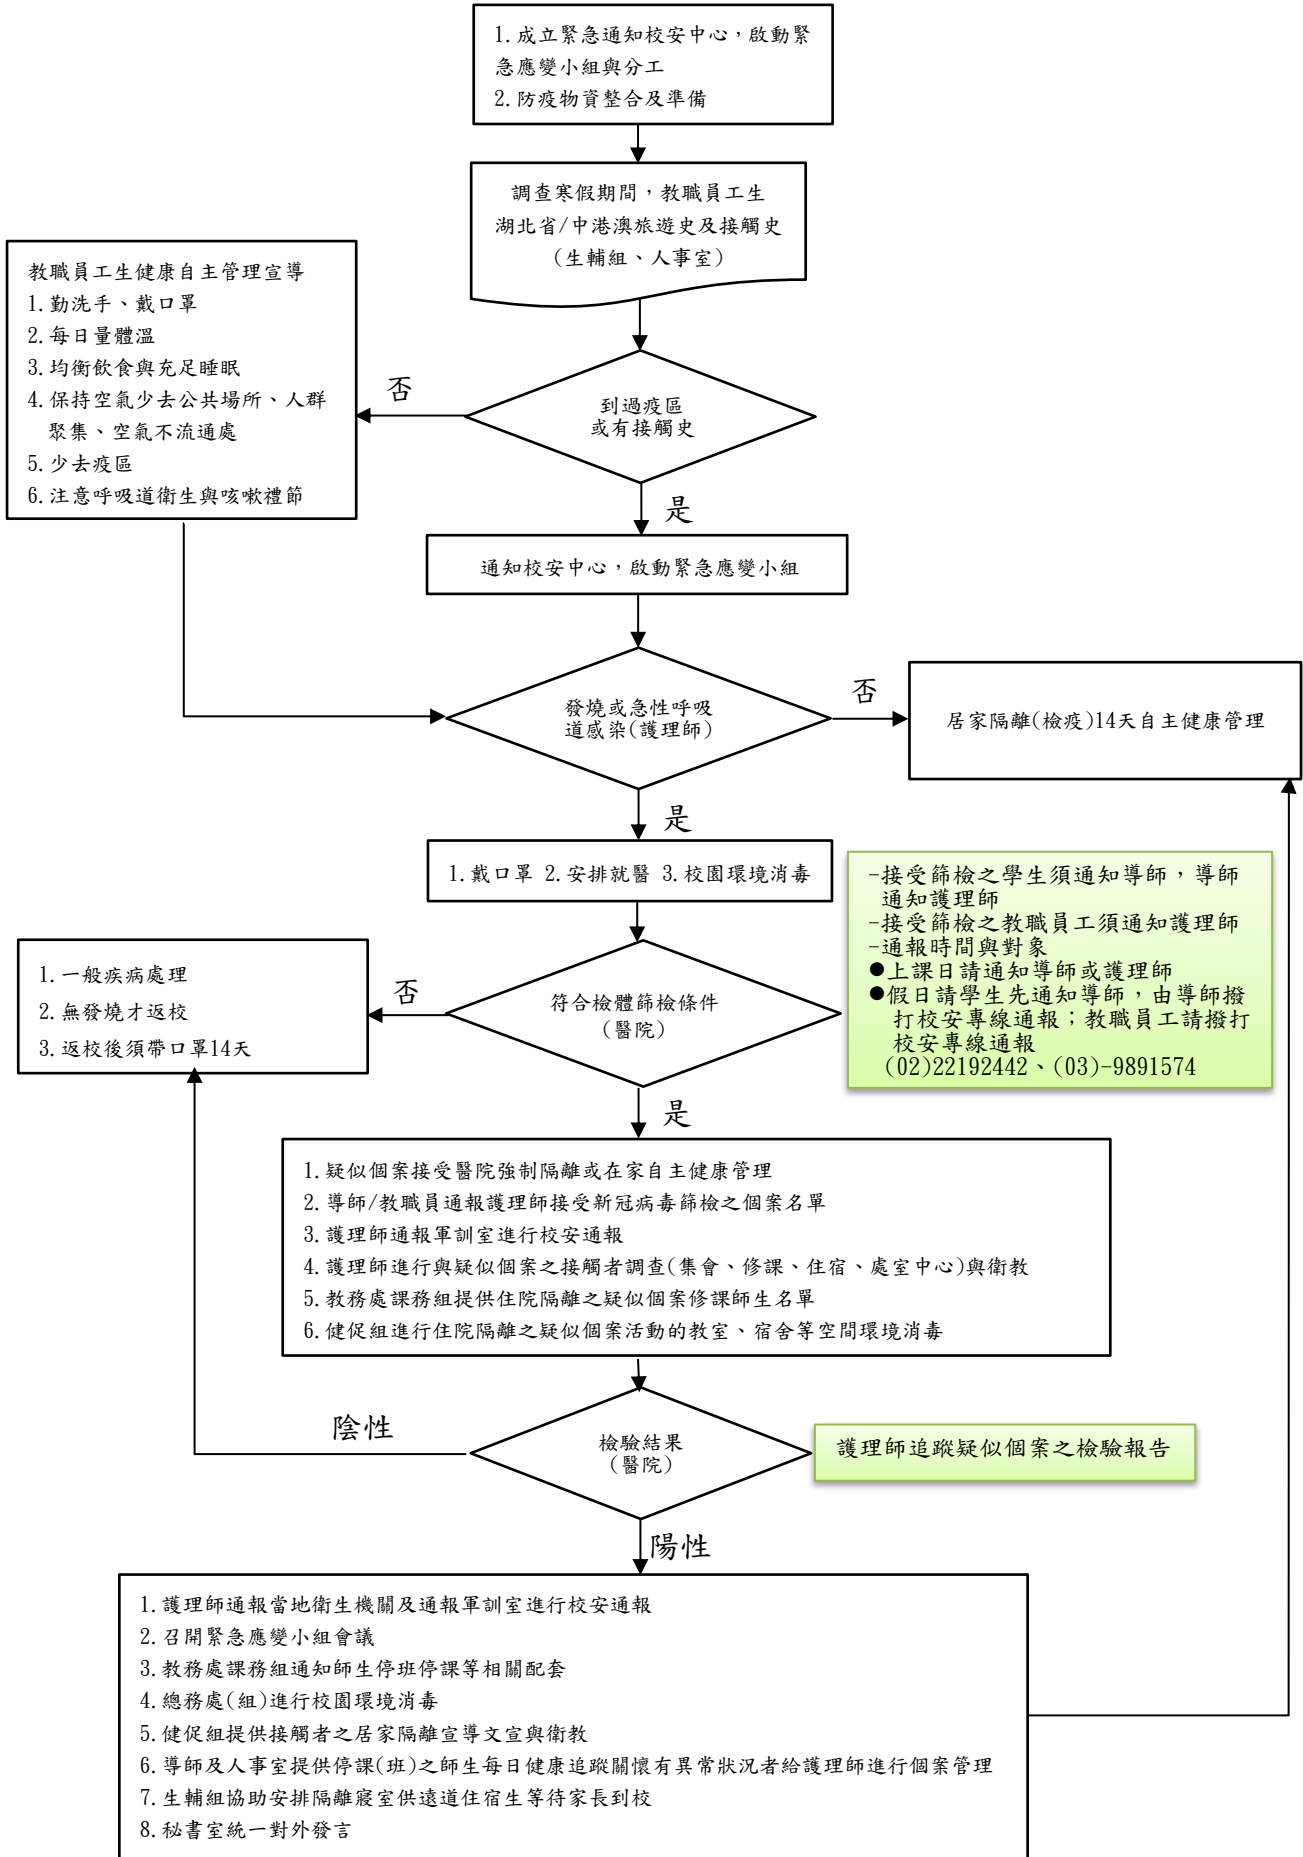 1.成立緊急通知校安中心，啟動緊
急應變小組與分工
2.防疫物資整合及準備
調查寒假期間，教職員工生
湖北省/中港澳旅遊史及接觸史
(生輔組、人事室)
教職員工生健康自主管理宣導
1.勤洗手、戴口罩
2.每日量體溫
3.均衡飲食與充足睡眠
4.保持空氣少去公共場所、人群
聚集、空氣不流通處
5.少去疫區
6.注意呼吸道衛生與咳嗽禮節
否
到過疫區
或有接觸史
是
通知校安中心，啟動緊急應變小組
發燒或急性呼吸
道感染(護理師)
否
居家隔離(檢疫)14天自主健康管理
是
1.戴口罩 2.安排就醫 3.校園環境消毒
-接受篩檢之學生須通知導師，導師
通知護理師
-接受篩檢之教職員工須通知護理師
-通報時間與對象
●上課日請通知導師或護理師
●假日請學生先通知導師，由導師撥
打校安專線通報；教職員工請撥打
校安專線通報
(02)22192442、(03)-9891574
1.一般疾病處理
2.無發燒才返校
3.返校後須帶口罩14天
否
符合檢體篩檢條件
(醫院)
是
1.疑似個案接受醫院強制隔離或在家自主健康管理
2.導師/教職員通報護理師接受新冠病毒篩檢之個案名單
3.護理師通報軍訓室進行校安通報
4.護理師進行與疑似個案之接觸者調查(集會、修課、住宿、處室中心)與衛教
5.教務處課務組提供住院隔離之疑似個案修課師生名單
6.健促組進行住院隔離之疑似個案活動的教室、宿舍等空間環境消毒
陰性
檢驗結果
(醫院)
護理師追蹤疑似個案之檢驗報告
陽性
1.護理師通報當地衛生機關及通報軍訓室進行校安通報
2.召開緊急應變小組會議
3.教務處課務組通知師生停班停課等相關配套
4.總務處(組)進行校園環境消毒
5.健促組提供接觸者之居家隔離宣導文宣與衛教
6.導師及人事室提供停課(班)之師生每日健康追蹤關懷有異常狀況者給護理師進行個案管理
7.生輔組協助安排隔離寢室供遠道住宿生等待家長到校
8.秘書室統一對外發言